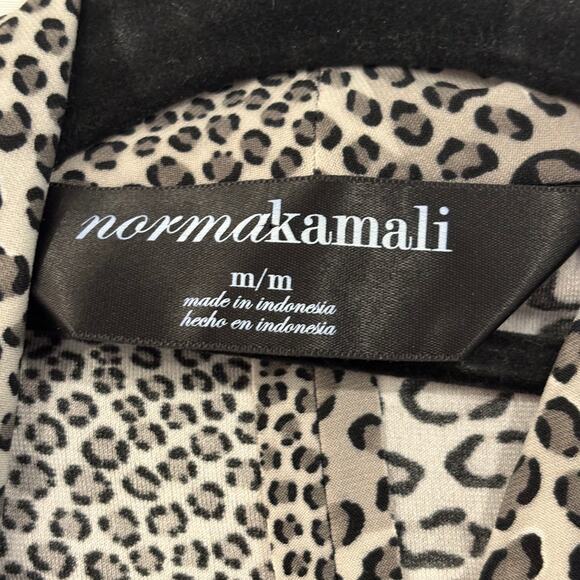 normakamali
m/m
made in indonesia
hecho en indonesia